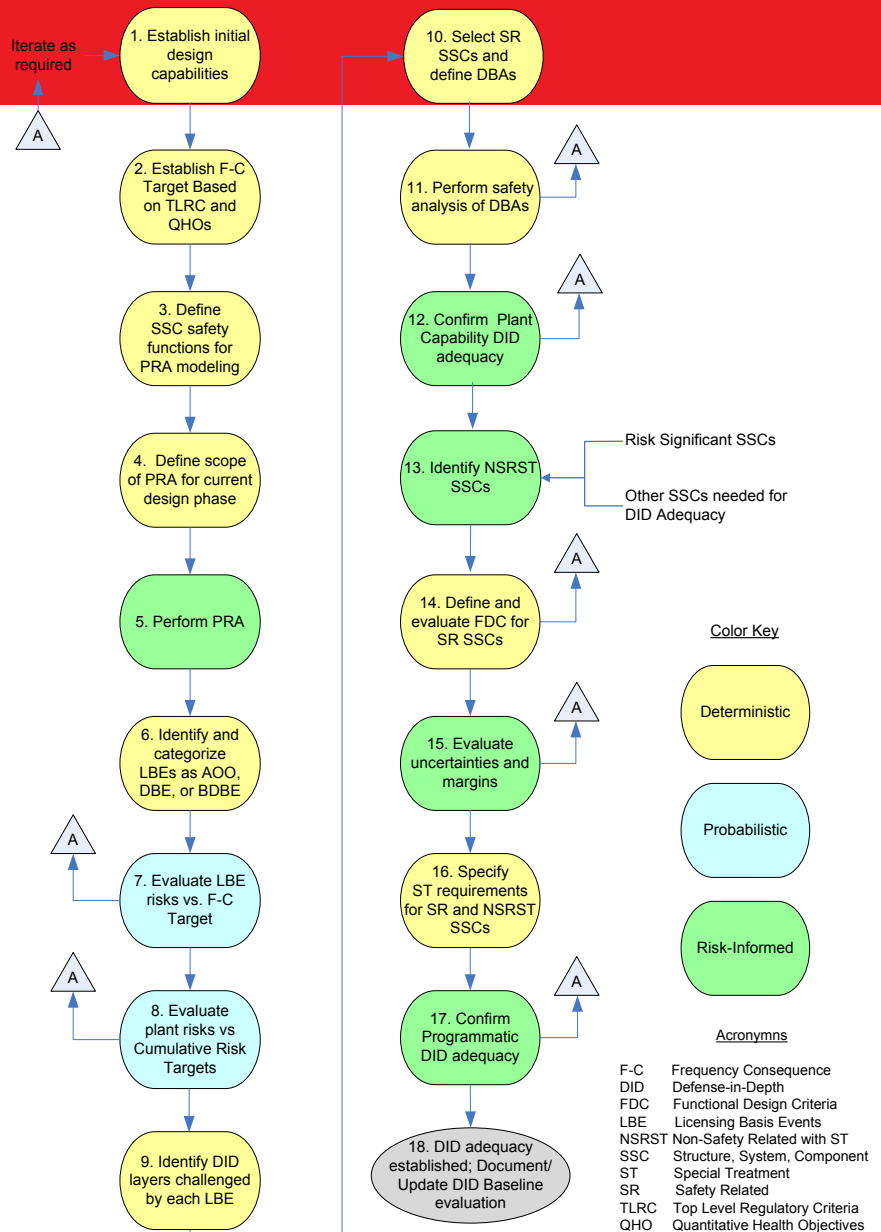 Iterate as
required
A
1. Establish initial
design
capabilities
2. Establish F-C
Target Based
on TLRC and
QHOs
3. Define
SSC safety
functions for
PRA modeling
4. Define scope
of PRA for current
design phase
5. Perform PRA
6. Identify and
categorize
LBEs as AOO,
DBE, or BDBE
A
7. Evaluate LBE
risks vs. F-C
Target
A
8. Evaluate
plant risks vs
Cumulative Risk
Targets
9. Identify DID
layers challenged
by each LBE
10. Select SR
SSCs and
define DBAs
A
11. Perform safety
analysis of DBAs
A
12. Confirm Plant
Capability DID
adequacy
13. Identify NSRST
SSCs
Risk Significant SSCs
Other SSCs needed for
DID Adequacy
A
14. Define and
evaluate FDC for
SR SSCs
A
15. Evaluate
uncertainties and
margins
16. Specify
ST requirements
for SR and NSRST
SSCs
A
17. Confirm
Programmatic
DID adequacy
18. DID adequacy
established; Document/
Update DID Baseline
evaluation
Color Key
Deterministic
Probabilistic
Risk-Informed
Acronymns
F-C Frequency Consequence
DID Defense-in-Depth
FDC Functional Design Criteria
LBE Licensing Basis Events
NSRST Non-Safety Related with ST
SSC Structure, System, Component
ST Special Treatment
SR Safety Related
TLRC Top Level Regulatory Criteria
QHO Quantitative Health Objectives